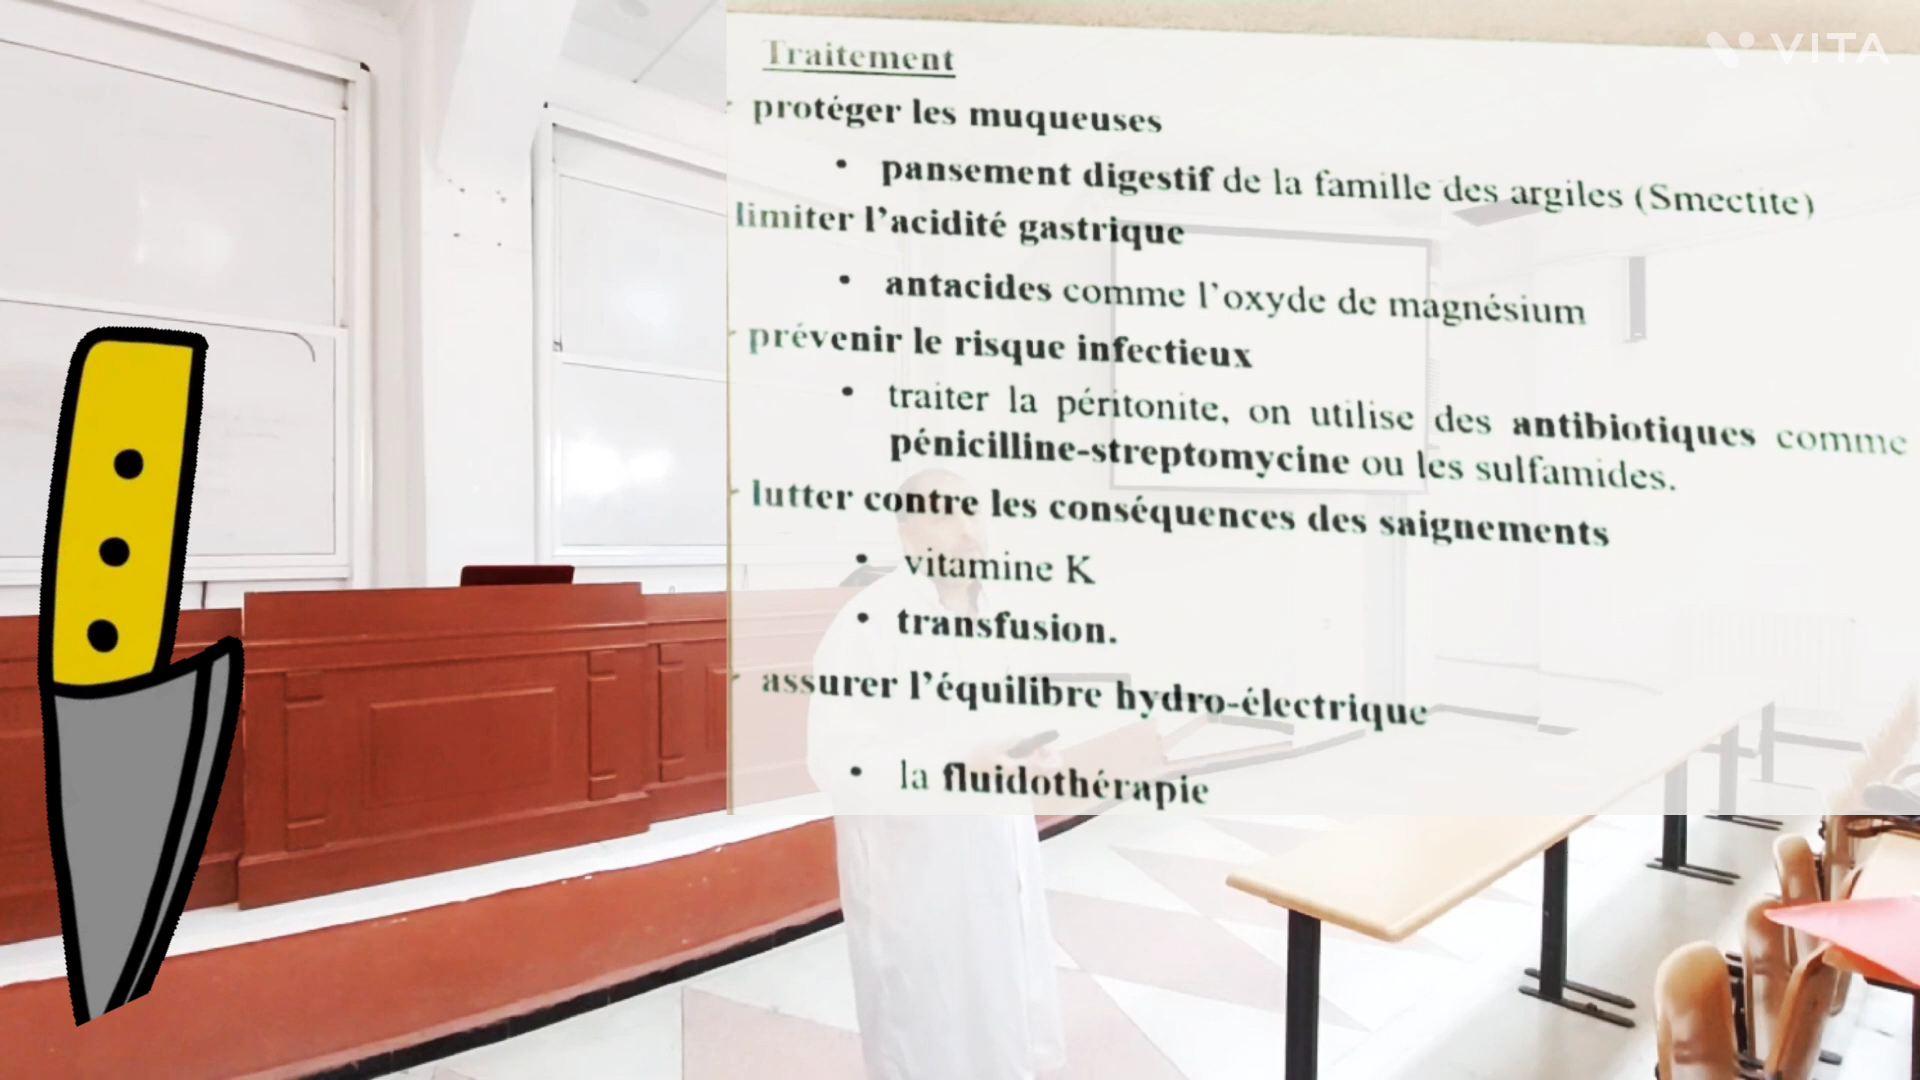 VITA
Traitement
protéger les muqueuses
• pansement digestif de la famille des argiles (Smectite)
limiter l’acidité gastrique
• antacides comme l’oxyde de magnésium
prévenir le risque infectieux
• traiter la péritonite, on utilise des antibiotiques comme
pénicilline-streptomycine ou les sulfamides.
lutter contre les conséquences des saignements
• vitamine K
• transfusion.
assurer l’équilibre hydro-électrique
• la fluidothérapie